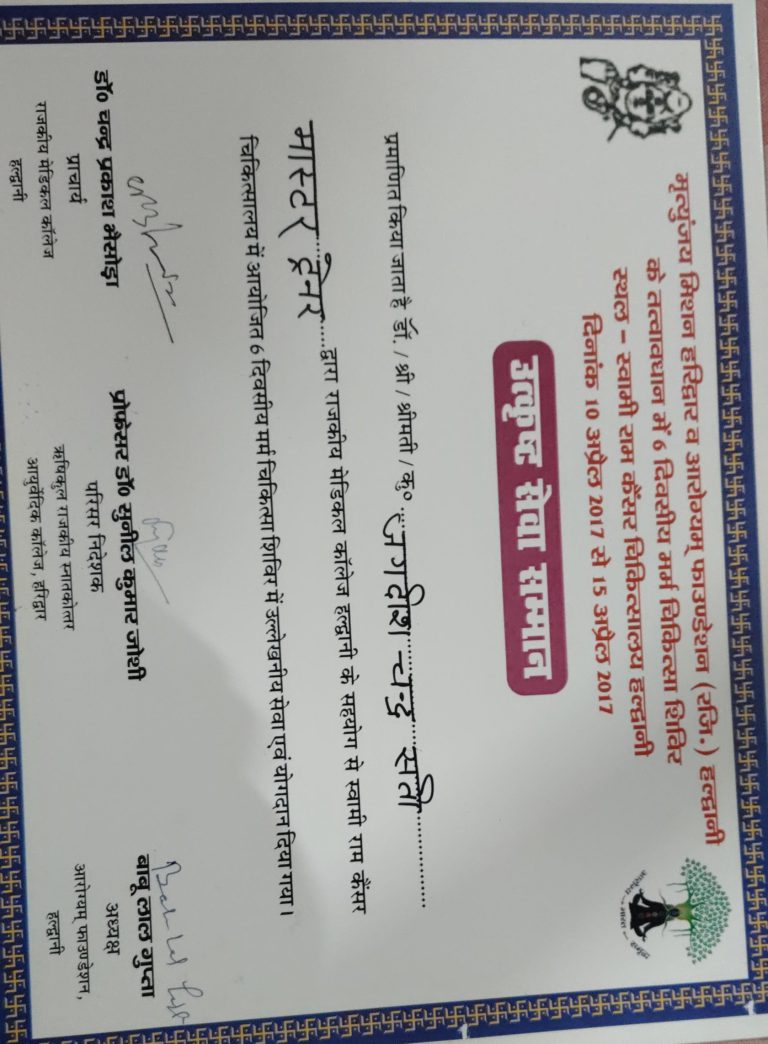 मृत्युंजय मिशन हरिद्वार व आरोग्यम् फाउण्डेशन (रजि.) हल्द्वानी
के तत्वावधान में 6 दिवसीय मर्म चिकित्सा शिविर
स्थल - स्वामी राम कैंसर चिकित्सालय हल्द्वानी
दिनांक 10 अप्रैल 2017 से 15 अप्रैल 2017
उत्कृष्ट सेवा सम्मान
प्रमाणित किया जाता है डॉ. / श्री / श्रीमती / कु० जगदीश चन्द्र सती
मास्टर ट्रेनर द्वारा राजकीय मेडिकल कॉलेज हल्द्वानी के सहयोग से स्वामी राम कैंसर
चिकित्सालय में आयोजित 6 दिवसीय मर्म चिकित्सा शिविर में उल्लेखनीय सेवा एवं योगदान दिया गया।
डॉ० चन्द्र प्रकाश भैसोड़ा
प्राचार्य
राजकीय मेडिकल कॉलेज
हल्द्वानी
प्रोफेसर डॉ० सुनील कुमार जोशी
परिसर निदेशक
ऋषिकुल राजकीय स्नातकोत्तर
आयुर्वेदिक कॉलेज, हरिद्वार
बाबू लाल गुप्ता
अध्यक्ष
आरोग्यम् फाउण्डेशन,
हल्द्वानी